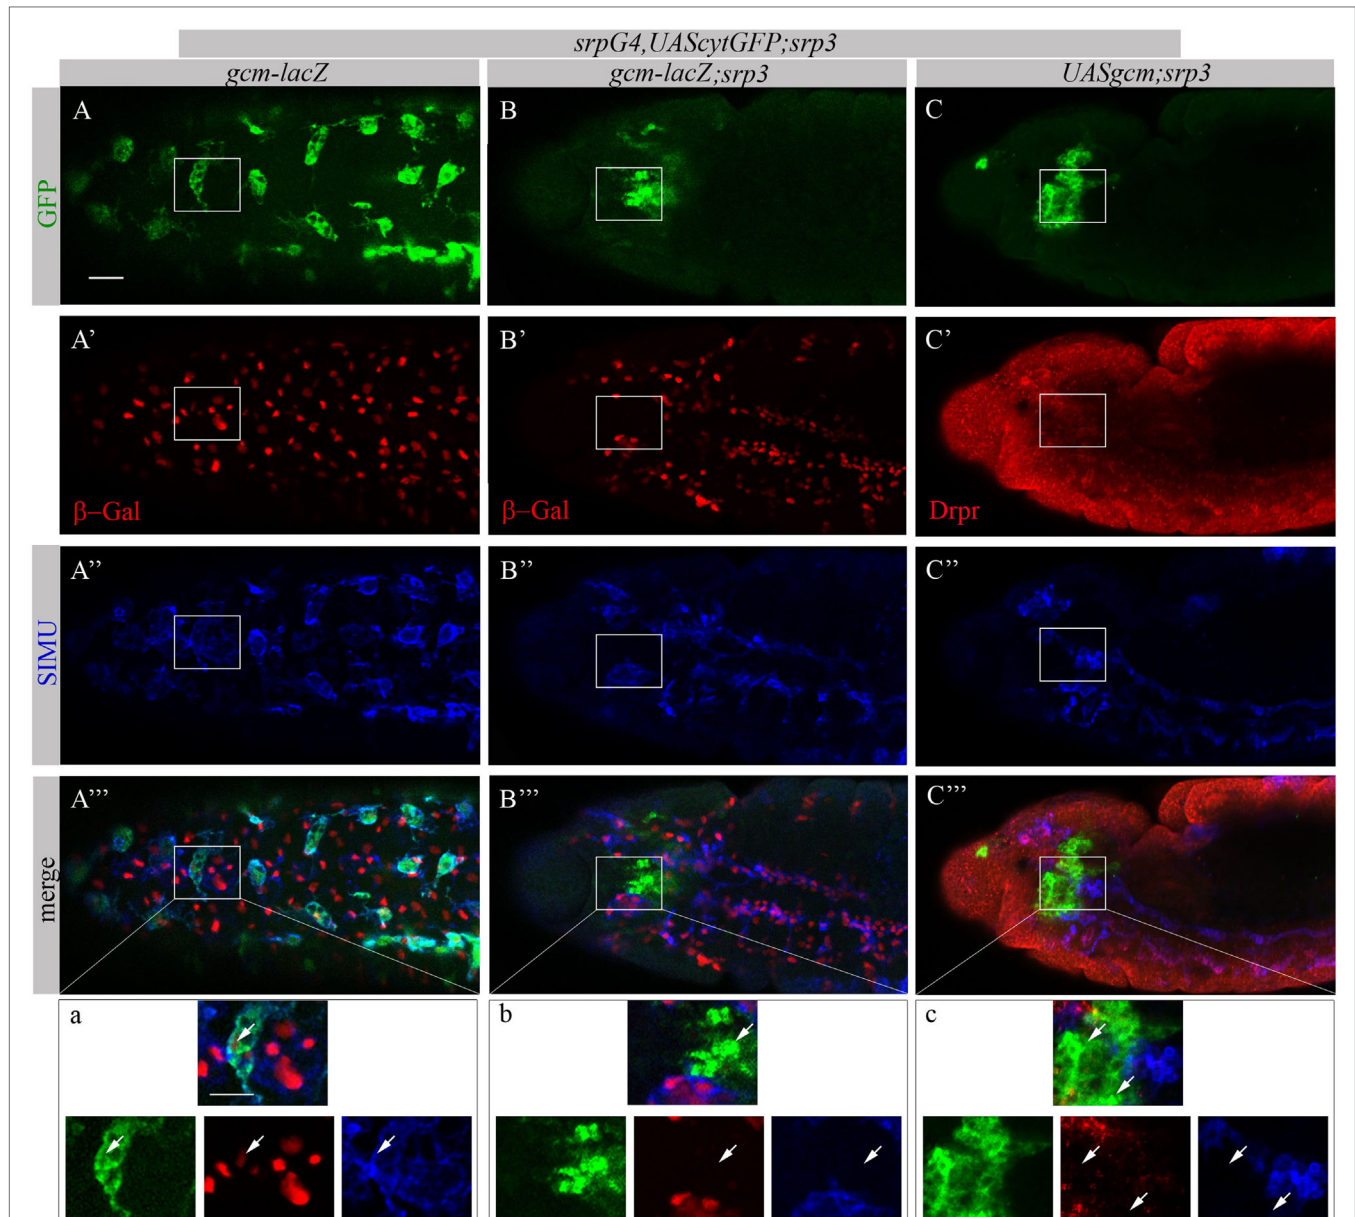 srpG4,UAScytGFP;srp3
gcm-lacZ
gcm-lacZ;srp3
UASgcm;srp3
GFP
A
B
C
A’
B’
C’
β–Gal
β–Gal
Drpr
SIMU
A’’
B’’
C’’
merge
A’’’
B’’’
C’’’
a
b
c